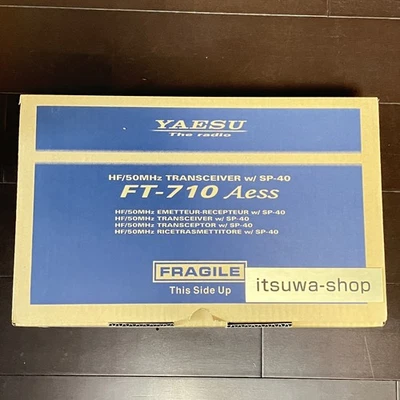 YAESU
The radio
HF/50MHz TRANSCEIVER w/ SP-40
FT-710 Aess
HF/50MHz EMETTEUR-RECEPTEUR w/ SP-40
HF/50MHz TRANSCEIVER w/ SP-40
HF/50MHz TRANSCEPTOR w/ SP-40
HF/50MHz RICETRASMETTITORE w/ SP-40
FRAGILE
This Side Up
itsuwa-shop